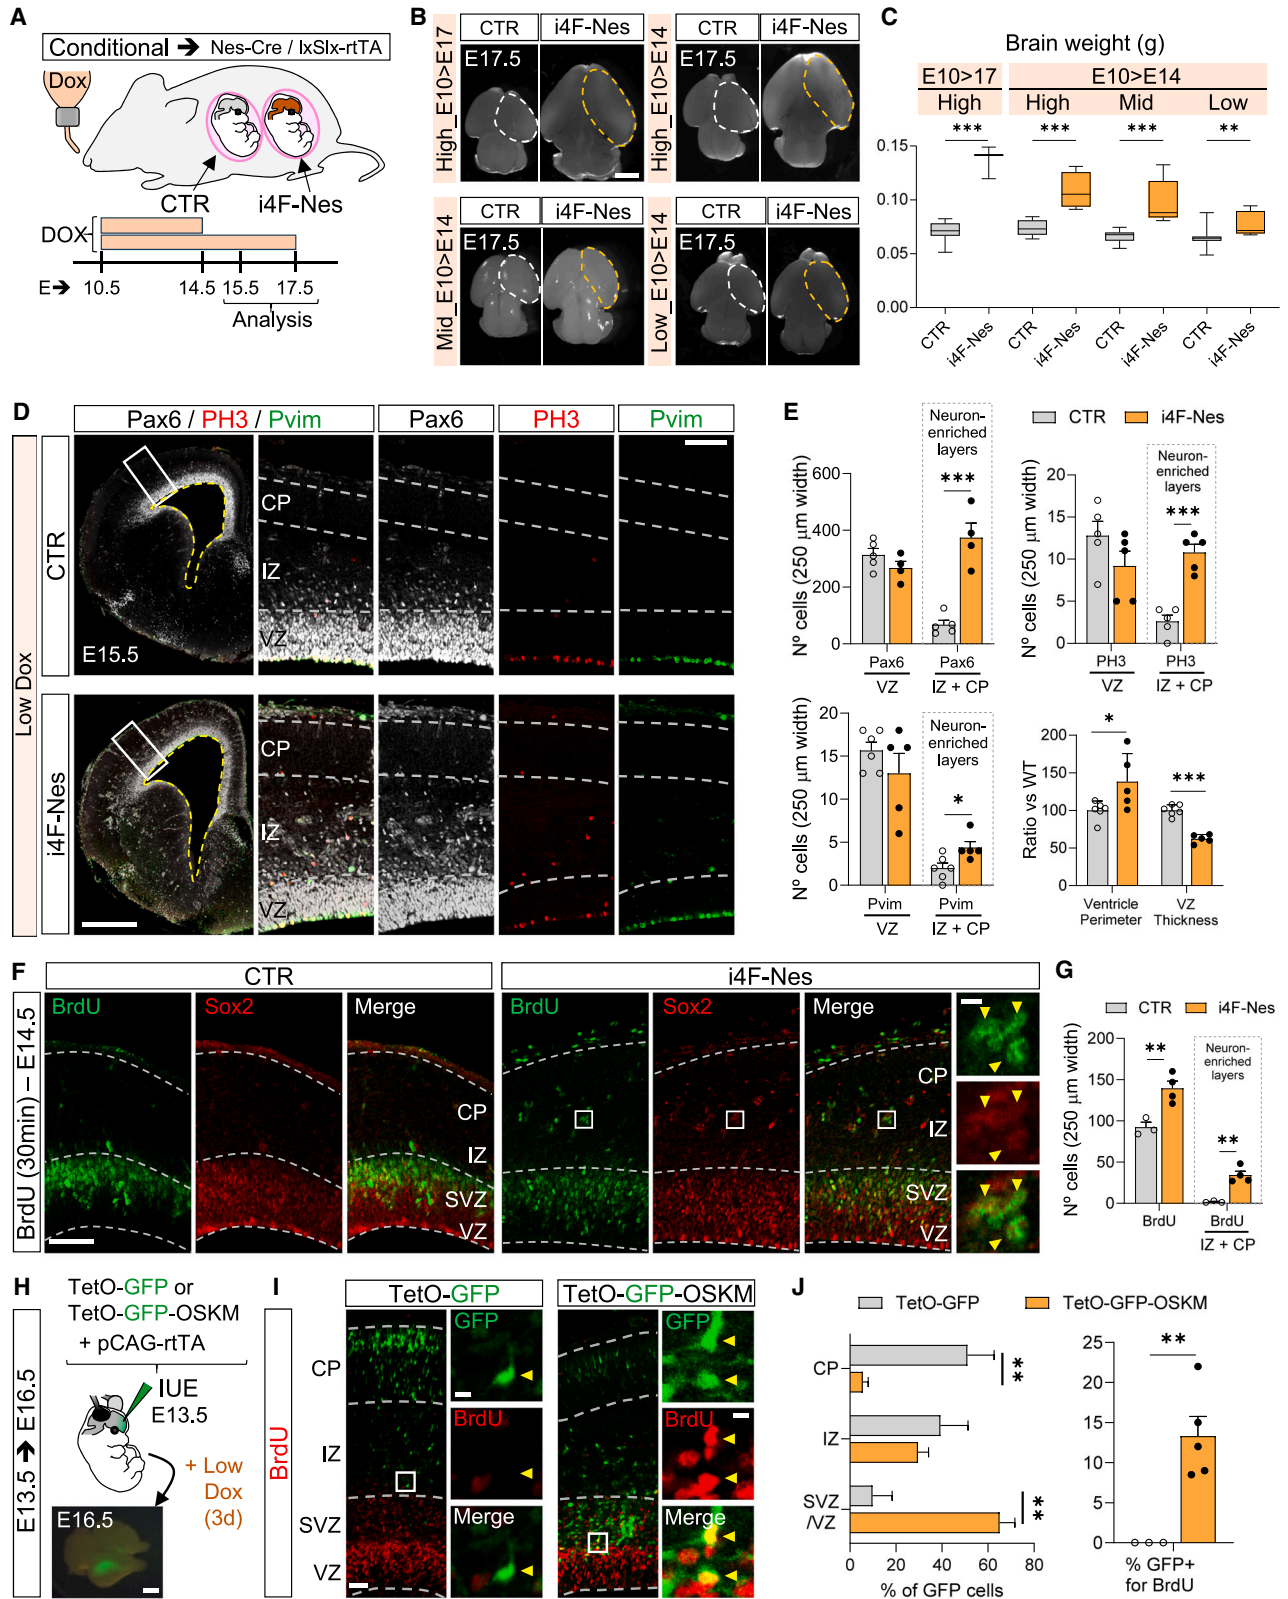 A
Conditional ➔ Nes-Cre / lxSlx-rtTA
Dox
CTR
i4F-Nes
DOX
E➔
10.5
14.5
15.5
17.5
Analysis
B
High_E10>E17
CTR
i4F-Nes
E17.5
High_E10>E14
CTR
i4F-Nes
E17.5
Mid_E10>E14
CTR
i4F-Nes
E17.5
Low_E10>E14
CTR
i4F-Nes
E17.5
C
Brain weight (g)
E10>17
E10>E14
High
High
Mid
Low
***
***
***
**
0.15
0.10
0.05
0.00
CTR
i4F-Nes
CTR
i4F-Nes
CTR
i4F-Nes
CTR
i4F-Nes
D
Pax6 / PH3 / Pvim
Pax6
PH3
Pvim
Low Dox
CTR
E15.5
CP
IZ
VZ
i4F-Nes
CP
IZ
VZ
E
CTR
i4F-Nes
Nº cells (250 µm width)
600
400
200
0
Neuron-
enriched
layers
***
Pax6
VZ
Pax6
IZ + CP
Nº cells (250 µm width)
20
15
10
5
0
Neuron-
enriched
layers
***
PH3
VZ
PH3
IZ + CP
Nº cells (250 µm width)
20
15
10
5
0
Neuron-
enriched
layers
*
Pvim
VZ
Pvim
IZ + CP
Ratio vs WT
200
150
100
50
0
*
***
Ventricle
Perimeter
VZ
Thickness
F
BrdU (30min) – E14.5
CTR
i4F-Nes
BrdU
Sox2
Merge
CP
IZ
SVZ
VZ
BrdU
Sox2
Merge
CP
IZ
SVZ
VZ
G
CTR
i4F-Nes
Nº cells (250 µm width)
200
150
100
50
0
**
Neuron-
enriched
layers
**
BrdU
BrdU
IZ + CP
H
E13.5 ➔ E16.5
TetO-GFP or
TetO-GFP-OSKM
+ pCAG-rtTA
IUE
E13.5
+ Low
Dox
(3d)
E16.5
I
BrdU
TetO-GFP
TetO-GFP-OSKM
CP
IZ
SVZ
VZ
GFP
BrdU
Merge
GFP
BrdU
Merge
J
TetO-GFP
TetO-GFP-OSKM
CP
IZ
SVZ
/VZ
**
**
0
20
40
60
80
% of GFP cells
25
20
15
10
5
0
**
% GFP+
for BrdU